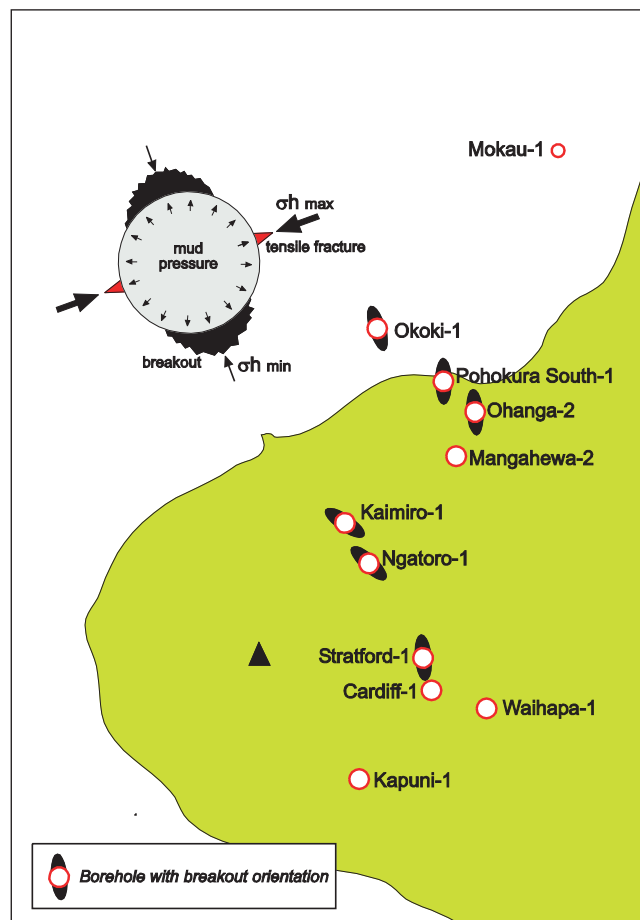 Mokau-1
σh max
tensile fracture
mud
pressure
breakout
σh min
Okoki-1
Pohokura South-1
Ohanga-2
Mangahewa-2
Kaimiro-1
Ngatoro-1
Stratford-1
Cardiff-1
Waihapa-1
Kapuni-1
Borehole with breakout orientation